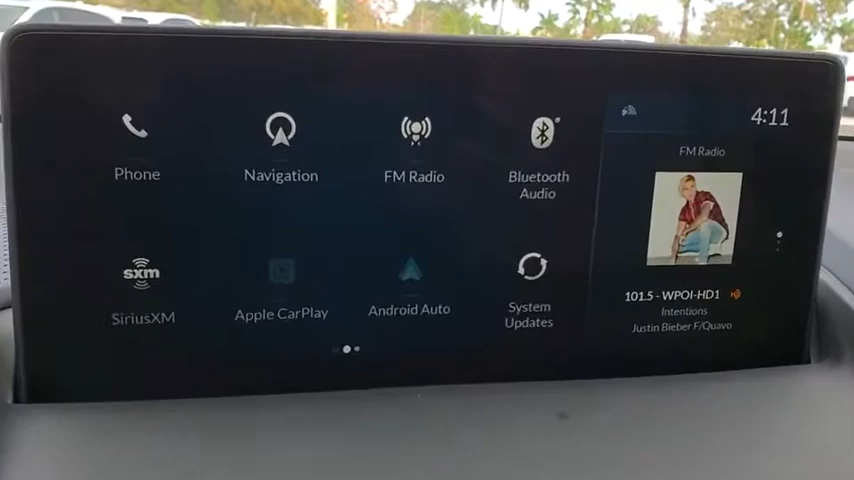 Phone
Navigation
FM Radio
Bluetooth
Audio
sxm
SiriusXM
Apple CarPlay
Android Auto
System
Updates
4:11
FM Radio
101.5 - WPOI-HD1
Intentions
Justin Bieber F/Quavo